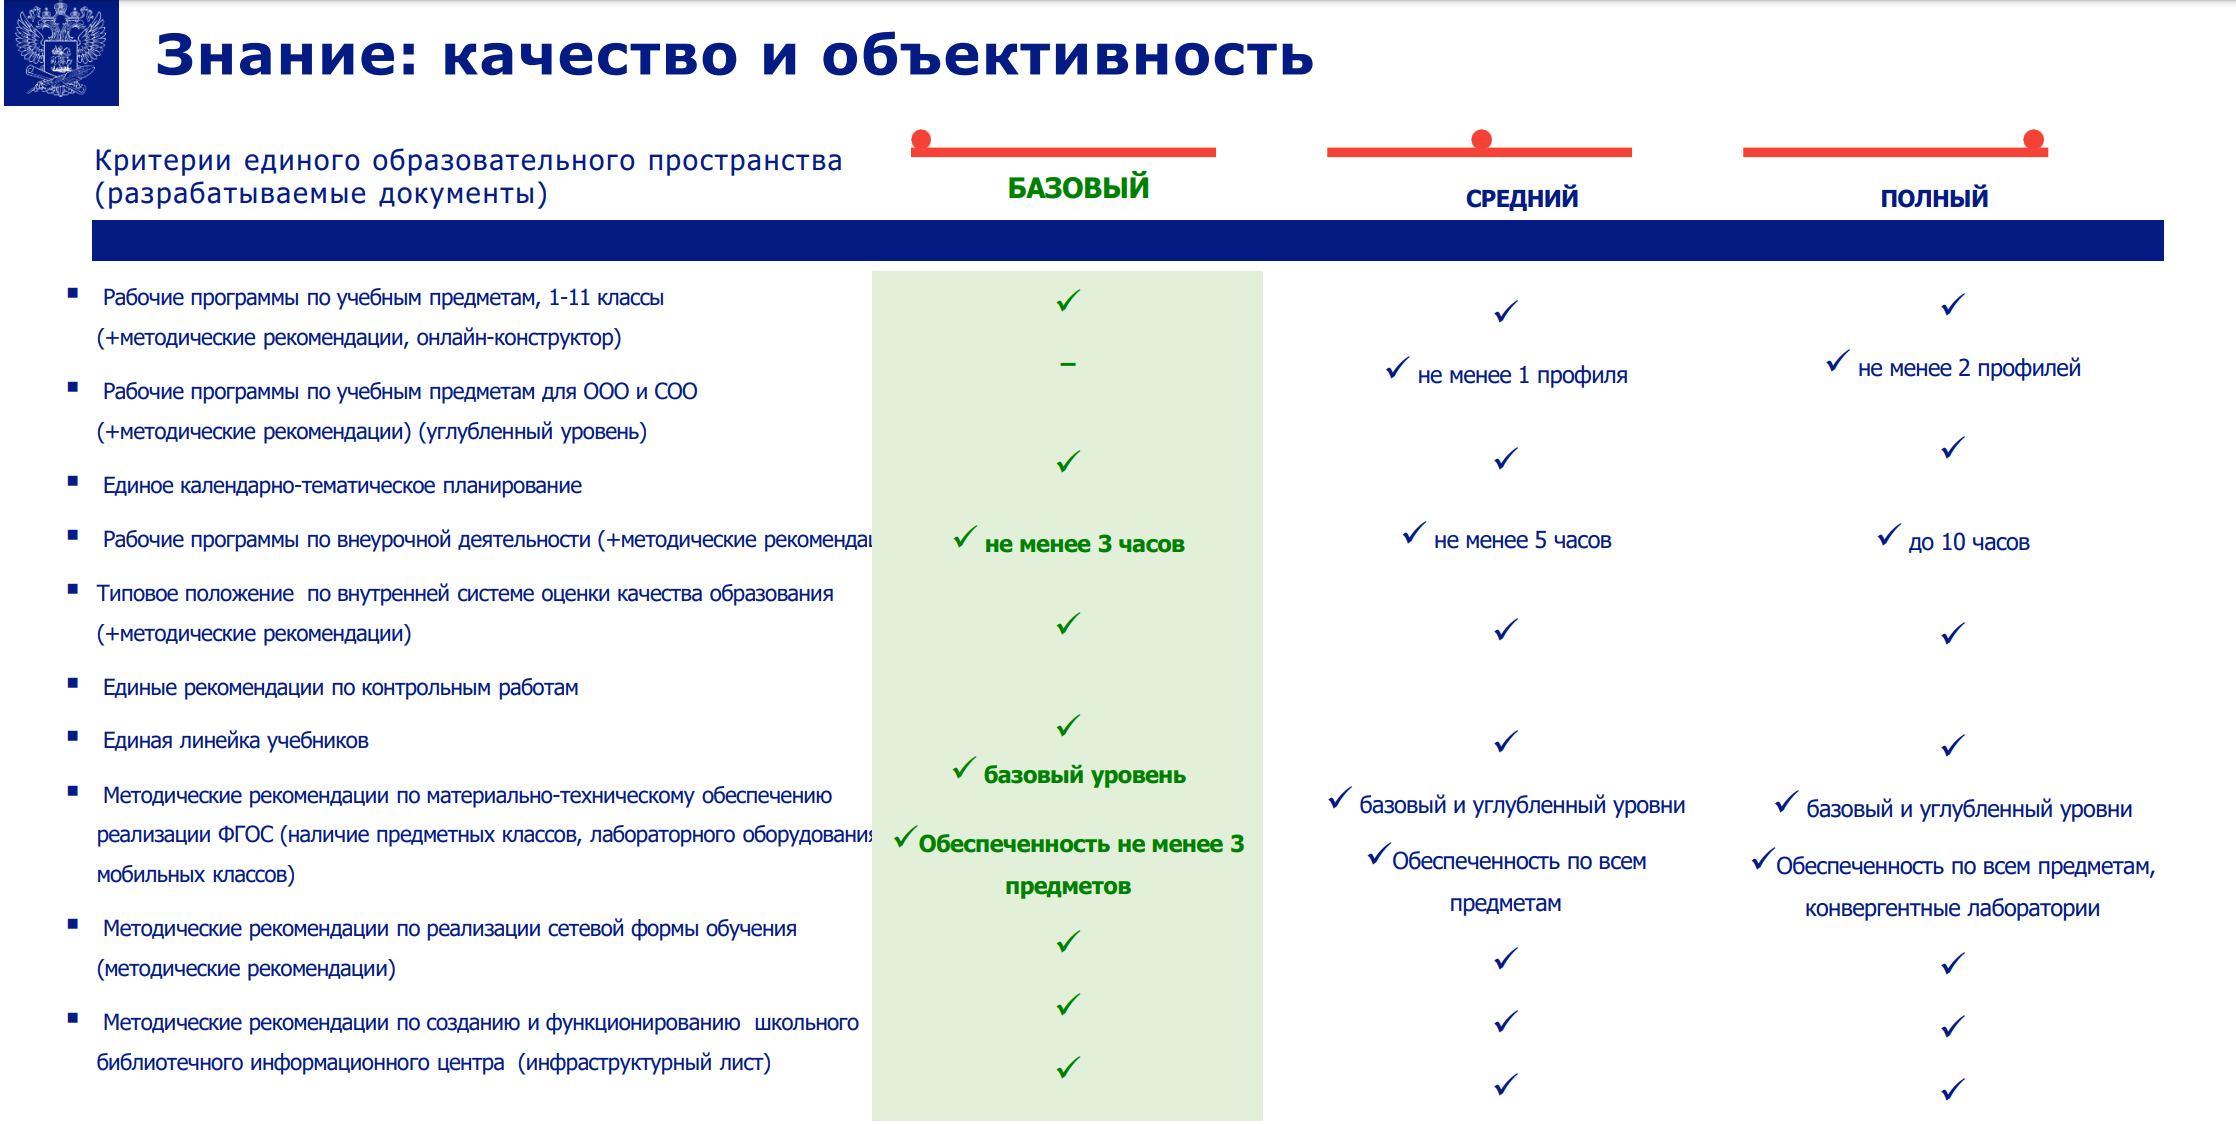 Знание: качество и объективность
Критерии единого образовательного пространства
(разрабатываемые документы)
БАЗОВЫЙ
СРЕДНИЙ
ПОЛНЫЙ
▪ Рабочие программы по учебным предметам, 1-11 классы
(+методические рекомендации, онлайн-конструктор)
▪ Рабочие программы по учебным предметам для ООО и СОО
(+методические рекомендации) (углубленный уровень)
▪ Единое календарно-тематическое планирование
▪ Рабочие программы по внеурочной деятельности (+методические рекоменда
▪ Типовое положение по внутренней системе оценки качества образования
(+методические рекомендации)
▪ Единые рекомендации по контрольным работам
▪ Единая линейка учебников
▪ Методические рекомендации по материально-техническому обеспечению
реализации ФГОС (наличие предметных классов, лабораторного оборудования
мобильных классов)
▪ Методические рекомендации по реализации сетевой формы обучения
(методические рекомендации)
▪ Методические рекомендации по созданию и функционированию школьного
библиотечного информационного центра (инфраструктурный лист)
✓
–
✓
✓ не менее 3 часов
✓
✓
✓ базовый уровень
✓Обеспеченность не менее 3
предметов
✓
✓
✓
✓
✓ не менее 1 профиля
✓
✓ не менее 5 часов
✓
✓
✓ базовый и углубленный уровни
✓Обеспеченность по всем
предметам
✓
✓
✓
✓
✓ не менее 2 профилей
✓
✓ до 10 часов
✓
✓
✓ базовый и углубленный уровни
✓Обеспеченность по всем предметам,
конвергентные лаборатории
✓
✓
✓